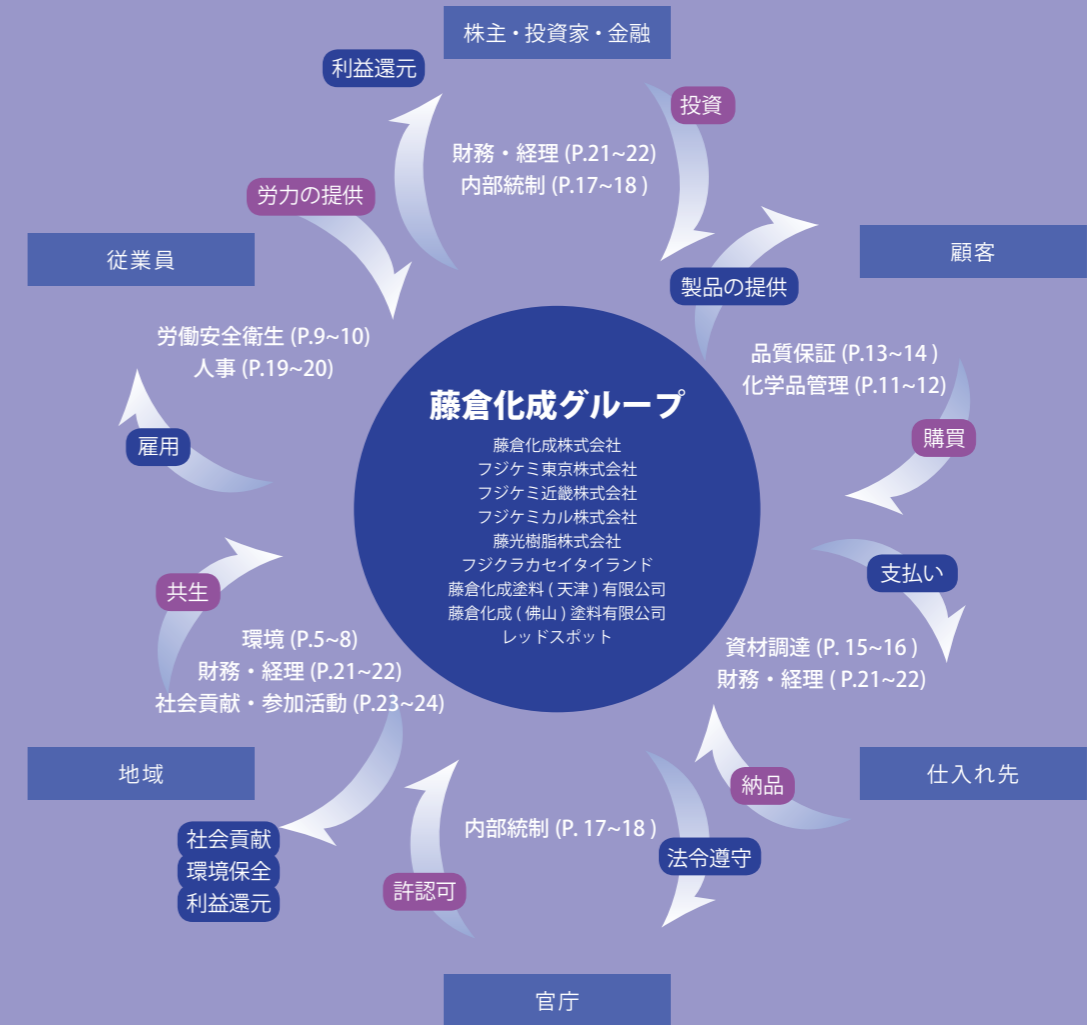 株主・投資家・金融
利益還元
投資
財務・経理 (P.21~22)
内部統制 (P.17~18 )
労力の提供
従業員
顧客
製品の提供
労働安全衛生 (P.9~10)
人事 (P.19~20)
品質保証 (P.13~14 )
化学品管理 (P.11~12)
雇用
購買
藤倉化成グループ
藤倉化成株式会社
フジケミ東京株式会社
フジケミ近畿株式会社
フジケミカル株式会社
藤光樹脂株式会社
フジクラカセイタイランド
藤倉化成塗料 ( 天津 ) 有限公司
藤倉化成 ( 佛山 ) 塗料有限公司
レッドスポット
共生
支払い
環境 (P.5~8)
財務・経理 (P.21~22)
社会貢献・参加活動 (P.23~24)
資材調達 (P. 15~16 )
財務・経理 ( P.21~22)
地域
仕入れ先
納品
社会貢献
環境保全
利益還元
内部統制 (P. 17~18 )
法令遵守
許認可
官庁